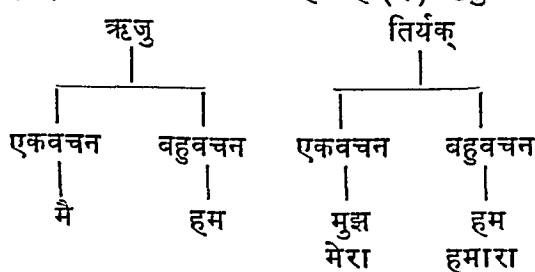 ऋजु तिर्यक्
एकवचन बहुवचन एकवचन बहुवचन
मै हम मुझ हम
मेरा हमारा